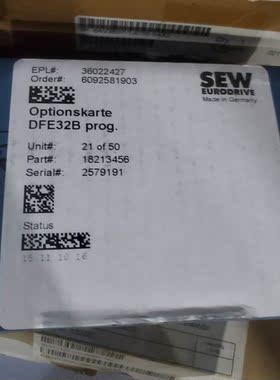 EPL#: 36022427
Order#: 6092581903
SEW
EURODRIVE
Made in Germany
Optionskarte
DFE32B prog.
Unit#: 21 of 50
Part#: 18213456
Serial#: 2579191
Status
15 11 10 16